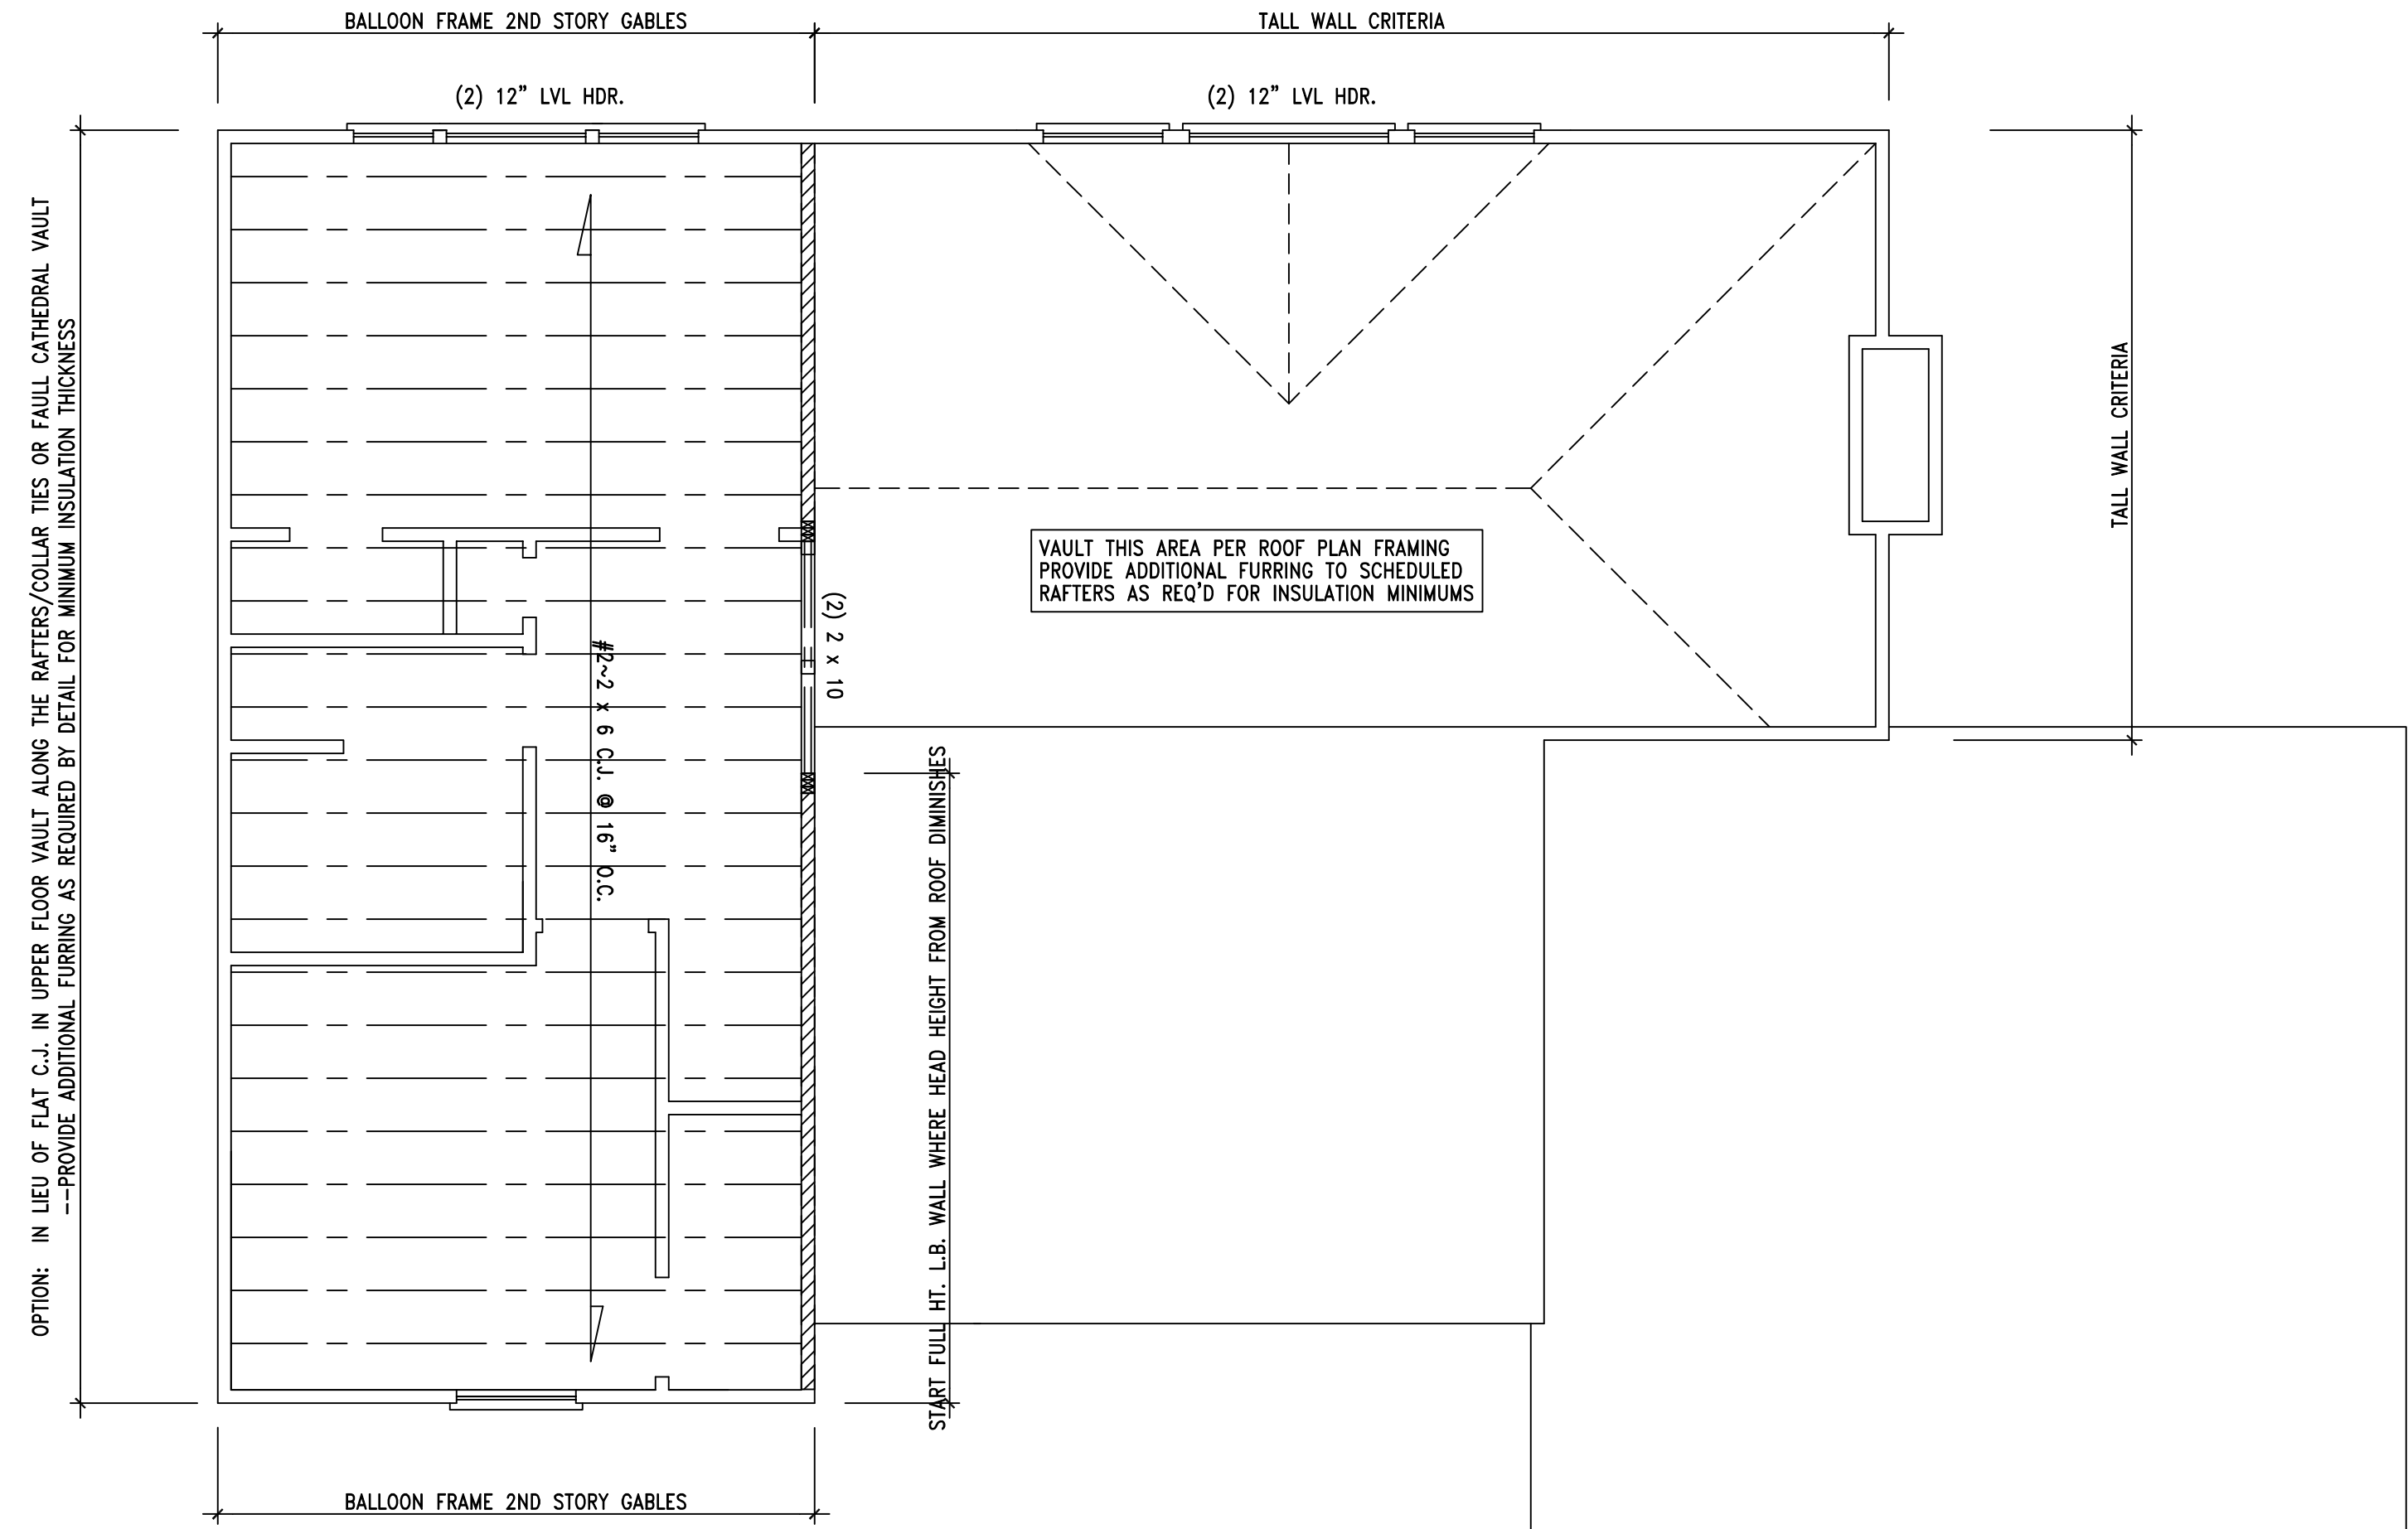 BALLOON FRAME 2ND STORY GABLES
TALL WALL CRITERIA
(2) 12" LVL HDR.
(2) 12" LVL HDR.
OPTION: IN LIEU OF FLAT C.J. IN UPPER FLOOR VAULT ALONG THE RAFTERS/COLLAR TIES OR FAULL CATHEDRAL VAULT
--PROVIDE ADDITIONAL FURRING AS REQUIRED BY DETAIL FOR MINIMUM INSULATION THICKNESS
TALL WALL CRITERIA
VAULT THIS AREA PER ROOF PLAN FRAMING
PROVIDE ADDITIONAL FURRING TO SCHEDULED
RAFTERS AS REQ'D FOR INSULATION MINIMUMS
(2) 2 x 10
#2~2 x 6 C.J. @ 16" O.C.
START FULL HT. L.B. WALL WHERE HEAD HEIGHT FROM ROOF DIMINISHES
BALLOON FRAME 2ND STORY GABLES